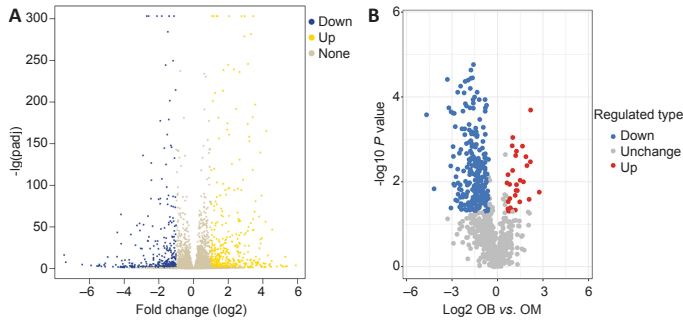 A
-lg(padj)
300
250
200
150
100
50
0
−6
−4
−2
0
2
4
6
Fold change (log2)
Down
Up
None
B
-log10 P value
6
4
2
0
−6
−3
0
3
6
Log2 OB vs. OM
Regulated type
Down
Unchange
Up